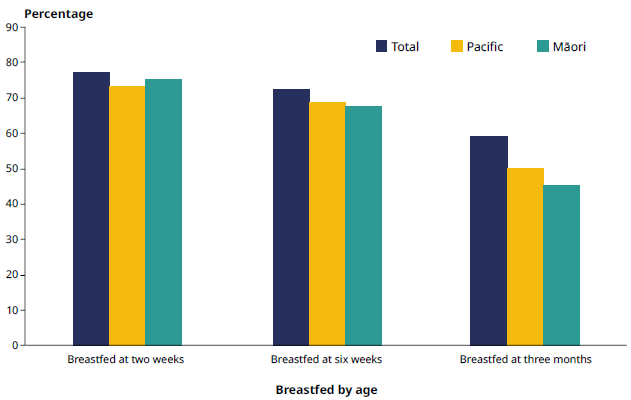 Percentage
90
80
70
60
50
40
30
20
10
0
Total Pacific Māori
Breastfed at two weeks Breastfed at six weeks Breastfed at three months
Breastfed by age